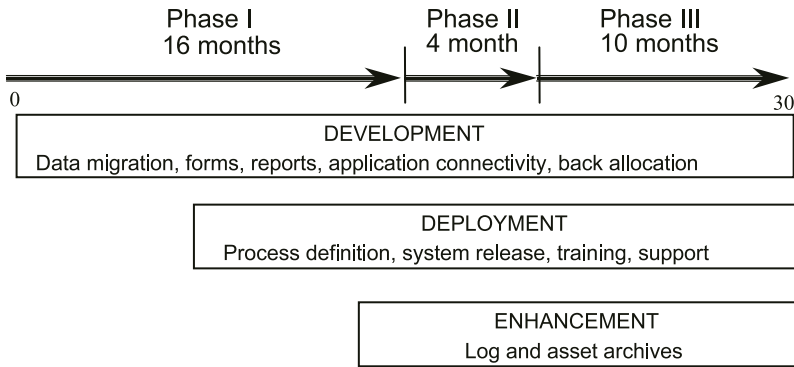 Phase I
16 months
Phase II
4 month
Phase III
10 months
0
30
DEVELOPMENT
Data migration, forms, reports, application connectivity, back allocation
DEPLOYMENT
Process definition, system release, training, support
ENHANCEMENT
Log and asset archives